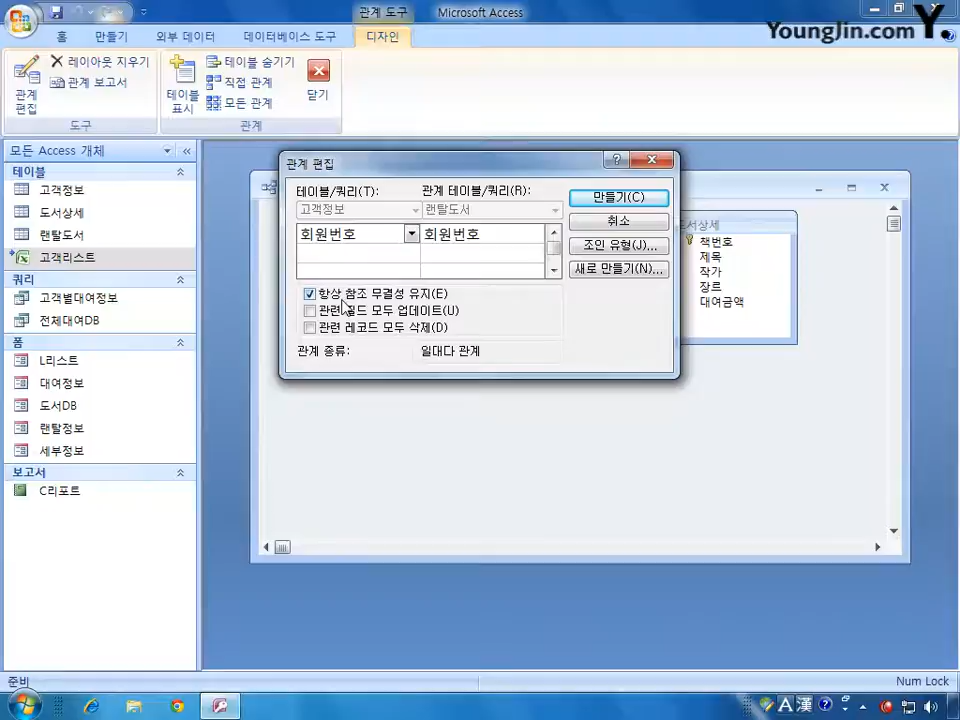 관계 도구
Microsoft Access
YoungJin.com Y.
홈
만들기
외부 데이터
데이터베이스 도구
디자인
관계
편집
레이아웃 지우기
관계 보고서
도구
테이블
표시
테이블 숨기기
직접 관계
모든 관계
닫기
관계
모든 Access 개체
테이블
고객정보
도서상세
랜탈도서
고객리스트
쿼리
고객별대여정보
전체대여DB
폼
L리스트
대여정보
도서DB
랜탈정보
세부정보
보고서
C리포트
관계 편집
테이블/쿼리(T):
관계 테이블/쿼리(R):
고객정보
랜탈도서
회원번호
회원번호
만들기(C)
취소
조인 유형(J)...
새로 만들기(N)...
항상 참조 무결성 유지(E)
관련 필드 모두 업데이트(U)
관련 레코드 모두 삭제(D)
관계 종류:
일대다 관계
도서상세
책번호
제목
작가
장르
대여금액
준비
Num Lock
A 漢